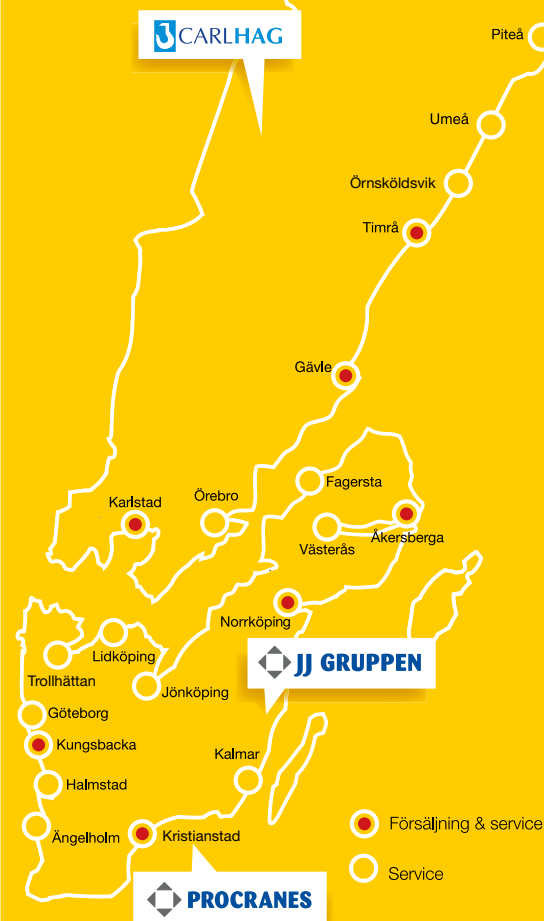 CARLHAG
Piteå
Umeå
Örnsköldsvik
Timrå
Gävle
Fagersta
Örebro
Karlstad
Åkersberga
Västerås
Norrköping
Lidköping
JJ GRUPPEN
Trollhättan
Jönköping
Göteborg
Kungsbacka
Kalmar
Halmstad
Försäljning & service
Ängelholm
Kristianstad
Service
PROCRANES